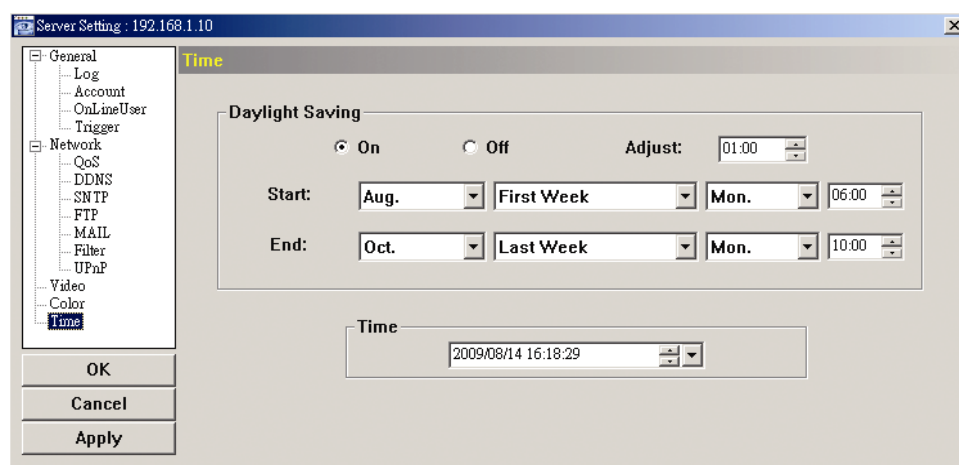 Server Setting : 192.168.1.10
General
Log
Account
OnLineUser
Trigger
Network
QoS
DDNS
SNTP
FTP
MAIL
Filter
UPnP
Video
Color
Time
OK
Cancel
Apply
Time
Daylight Saving
On Off Adjust: 01:00
Start: Aug. First Week Mon. 06:00
End: Oct. Last Week Mon. 10:00
Time
2009/08/14 16:18:29